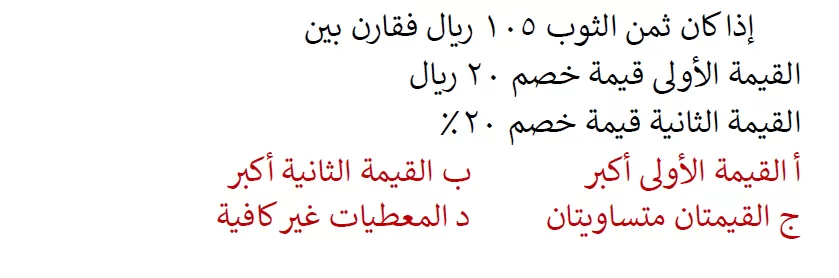 إذا كان ثمن الثوب ١٠٥ ريال فقارن بين
القيمة الأولى قيمة خصم ٢٠ ريال
القيمة الثانية قيمة خصم ٢٠٪
أ القيمة الأولى أكبر ب القيمة الثانية أكبر
ج القيمتان متساويتان د المعطيات غير كافية